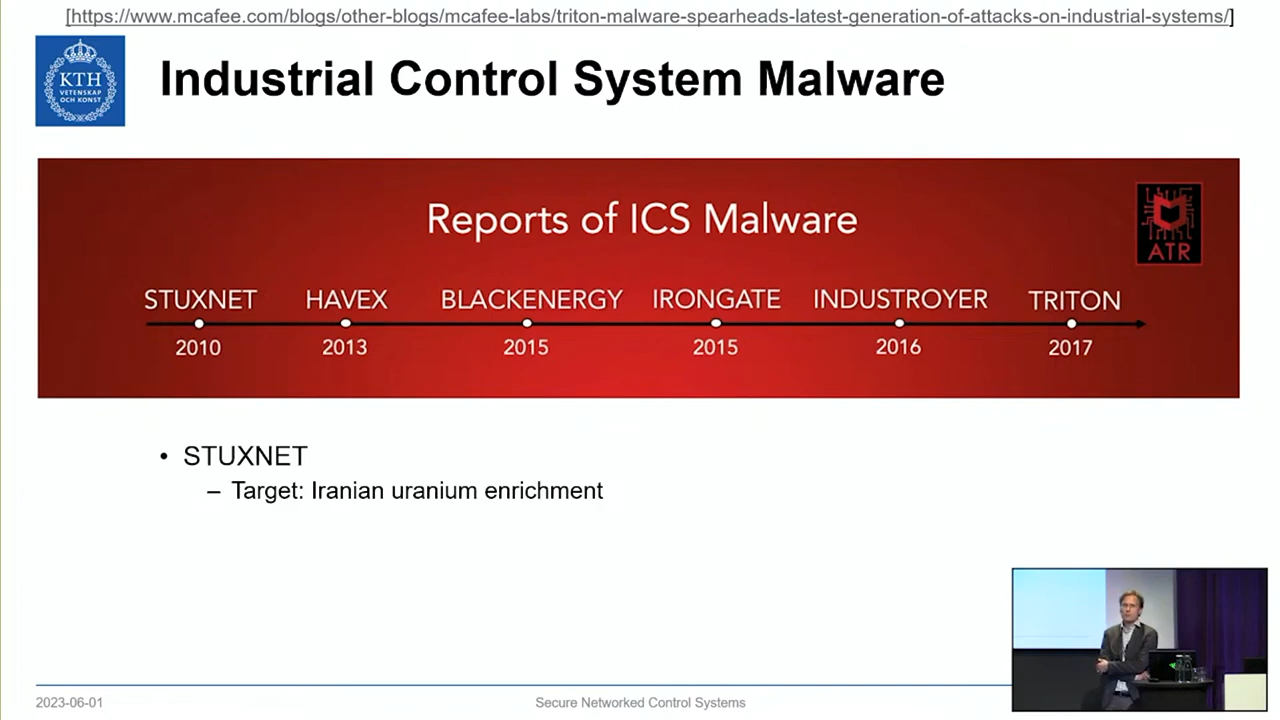 [https://www.mcafee.com/blogs/other-blogs/mcafee-labs/triton-malware-spearheads-latest-generation-of-attacks-on-industrial-systems/]
KTH
VETENSKAP
OCH KONST
Industrial Control System Malware
Reports of ICS Malware
ATR
STUXNET HAVEX BLACKENERGY IRONGATE INDUSTROYER TRITON
2010 2013 2015 2015 2016 2017
• STUXNET
– Target: Iranian uranium enrichment
2023-06-01 Secure Networked Control Systems